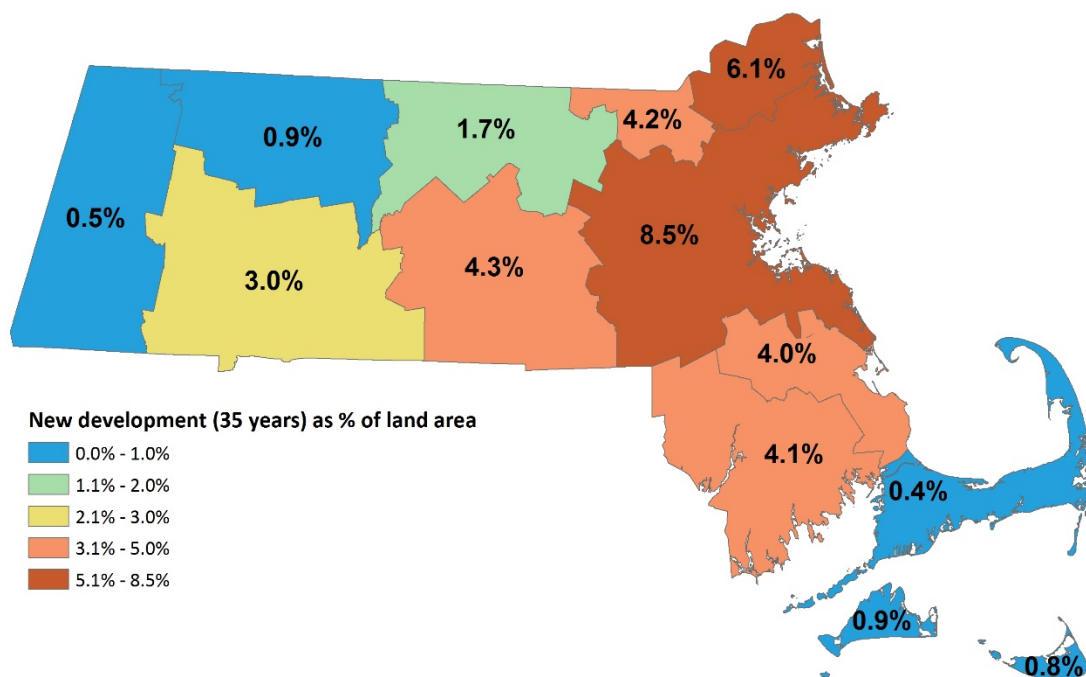 6.1%
4.2%
1.7%
0.9%
0.5%
8.5%
4.3%
3.0%
4.0%
4.1%
0.4%
0.9%
0.8%
New development (35 years) as % of land area
0.0% - 1.0%
1.1% - 2.0%
2.1% - 3.0%
3.1% - 5.0%
5.1% - 8.5%